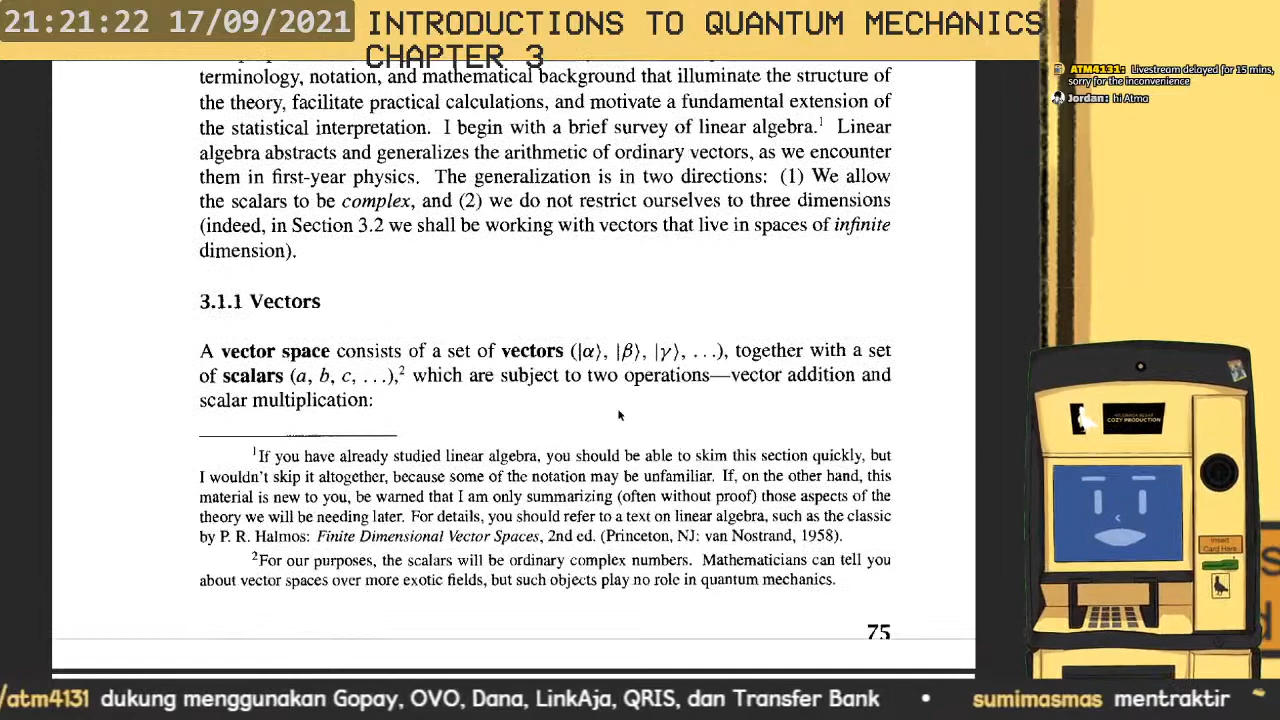 21:21:22 17/09/2021
INTRODUCTIONS TO QUANTUM MECHANICS
CHAPTER 3
terminology, notation, and mathematical background that illuminate the structure of
the theory, facilitate practical calculations, and motivate a fundamental extension of
the statistical interpretation. I begin with a brief survey of linear algebra.¹ Linear
algebra abstracts and generalizes the arithmetic of ordinary vectors, as we encounter
them in first-year physics. The generalization is in two directions: (1) We allow
the scalars to be complex, and (2) we do not restrict ourselves to three dimensions
(indeed, in Section 3.2 we shall be working with vectors that live in spaces of infinite
dimension).
3.1.1 Vectors
A vector space consists of a set of vectors (|α⟩, |β⟩, |γ⟩, ...), together with a set
of scalars (a, b, c, ...),² which are subject to two operations—vector addition and
scalar multiplication:
¹If you have already studied linear algebra, you should be able to skim this section quickly, but
I wouldn't skip it altogether, because some of the notation may be unfamiliar. If, on the other hand, this
material is new to you, be warned that I am only summarizing (often without proof) those aspects of the
theory we will be needing later. For details, you should refer to a text on linear algebra, such as the classic
by P. R. Halmos: Finite Dimensional Vector Spaces, 2nd ed. (Princeton, NJ: van Nostrand, 1958).
²For our purposes, the scalars will be ordinary complex numbers. Mathematicians can tell you
about vector spaces over more exotic fields, but such objects play no role in quantum mechanics.
75
ATM4131: Livestream delayed for 15 mins,
sorry for the inconvenience
Jordan: hi Atma
COZY PRODUCTION
Insert
Card Here
/atm4131 dukung menggunakan Gopay, OVO, Dana, LinkAja, QRIS, dan Transfer Bank • sumimasmas mentraktir